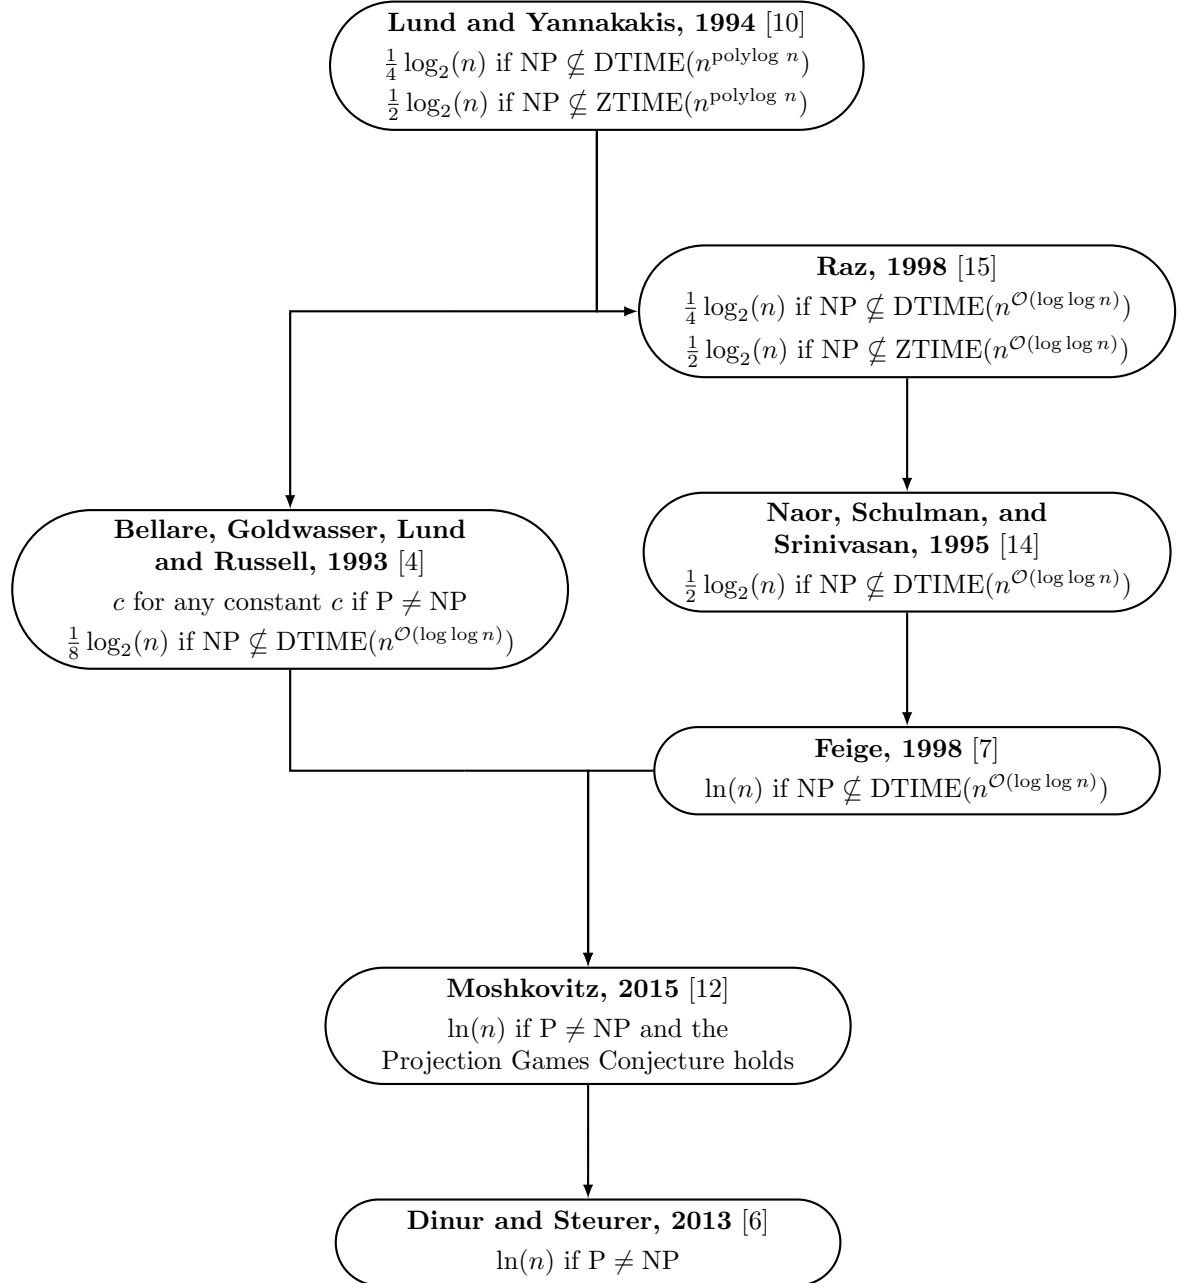 Lund and Yannakakis, 1994 [10]
1/4 log₂(n) if NP ⊈ DTIME(n^polylog n)
1/2 log₂(n) if NP ⊈ ZTIME(n^polylog n)
Raz, 1998 [15]
1/4 log₂(n) if NP ⊈ DTIME(n^𝒪(log log n))
1/2 log₂(n) if NP ⊈ ZTIME(n^𝒪(log log n))
Bellare, Goldwasser, Lund
and Russell, 1993 [4]
c for any constant c if P ≠ NP
1/8 log₂(n) if NP ⊈ DTIME(n^𝒪(log log n))
Naor, Schulman, and
Srinivasan, 1995 [14]
1/2 log₂(n) if NP ⊈ DTIME(n^𝒪(log log n))
Feige, 1998 [7]
ln(n) if NP ⊈ DTIME(n^𝒪(log log n))
Moshkovitz, 2015 [12]
ln(n) if P ≠ NP and the
Projection Games Conjecture holds
Dinur and Steurer, 2013 [6]
ln(n) if P ≠ NP